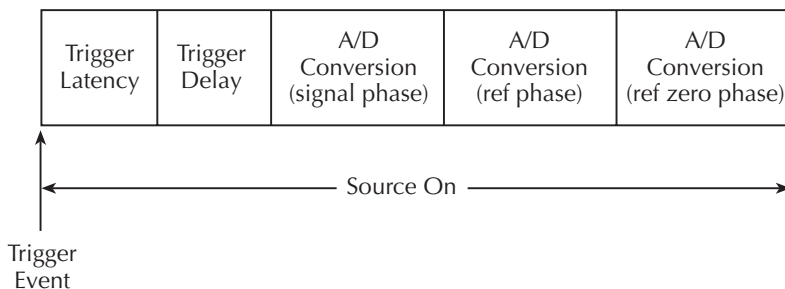 Trigger
Latency
Trigger
Delay
A/D
Conversion
(signal phase)
A/D
Conversion
(ref phase)
A/D
Conversion
(ref zero phase)
Source On
Trigger
Event